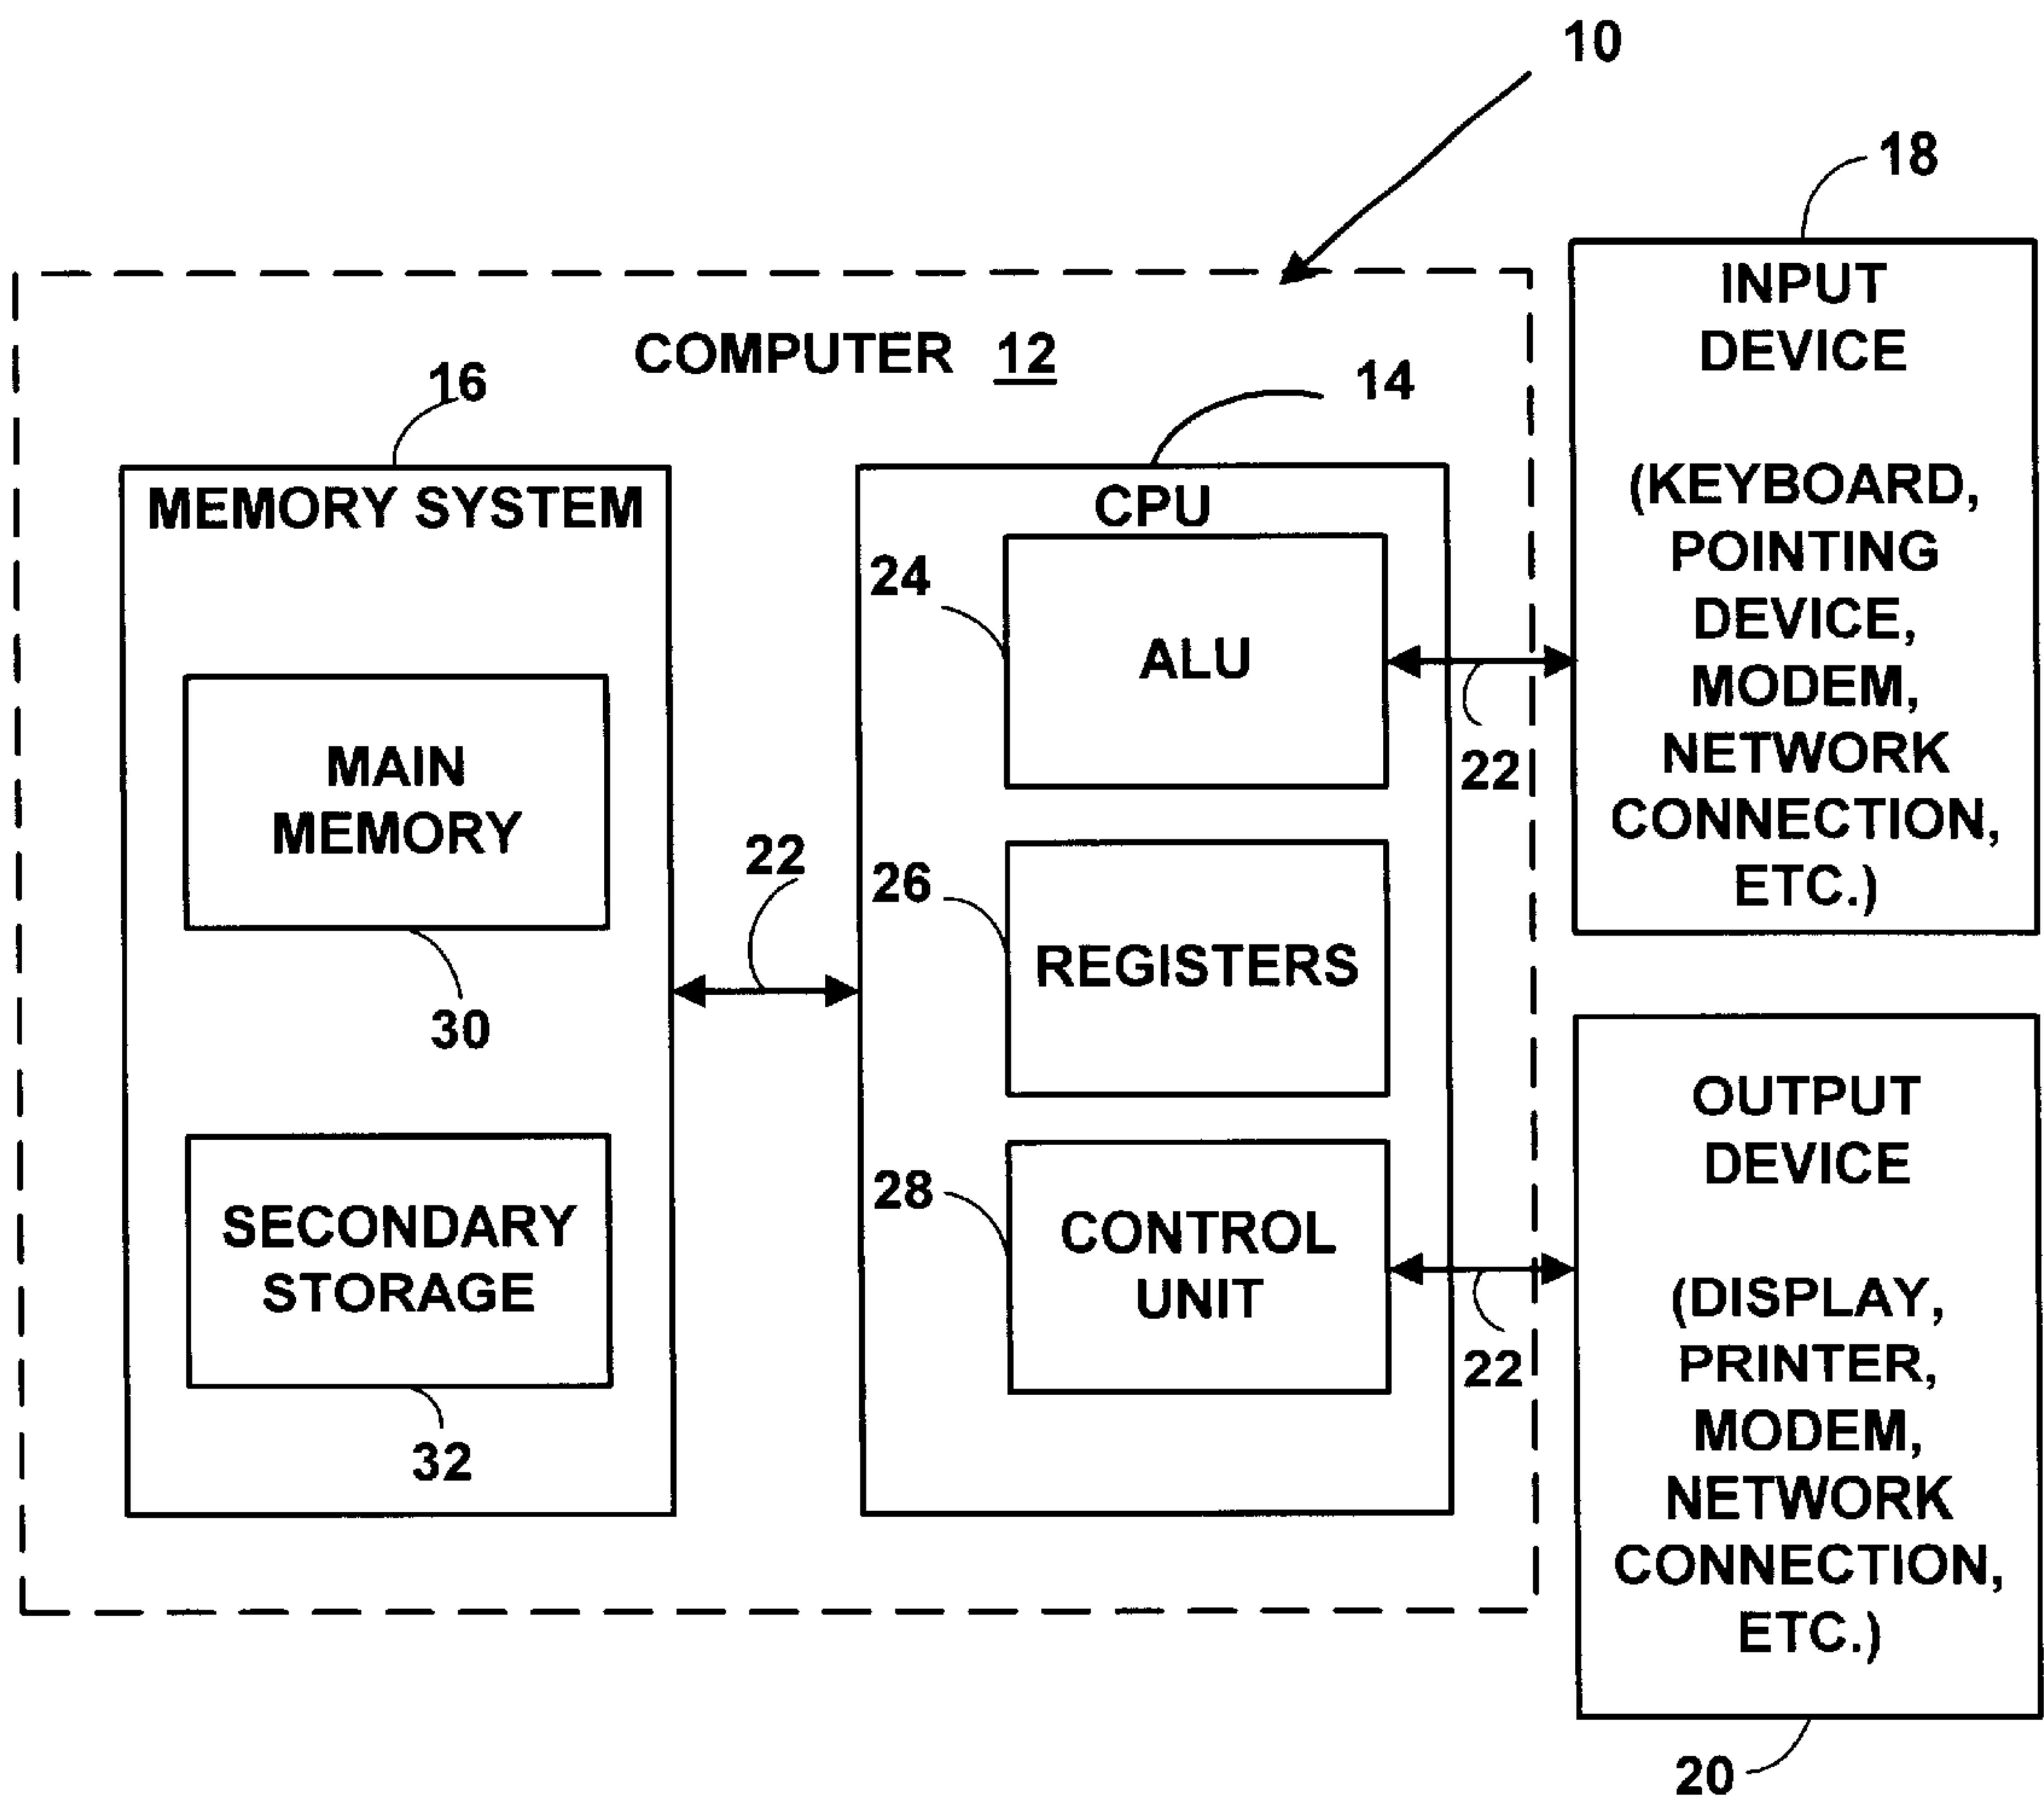 10
18
COMPUTER 12
16
14
MEMORY SYSTEM
MAIN
MEMORY
30
SECONDARY
STORAGE
32
22
CPU
24
ALU
26
REGISTERS
28
CONTROL
UNIT
22
22
INPUT
DEVICE
(KEYBOARD,
POINTING
DEVICE,
MODEM,
NETWORK
CONNECTION,
ETC.)
OUTPUT
DEVICE
(DISPLAY,
PRINTER,
MODEM,
NETWORK
CONNECTION,
ETC.)
20